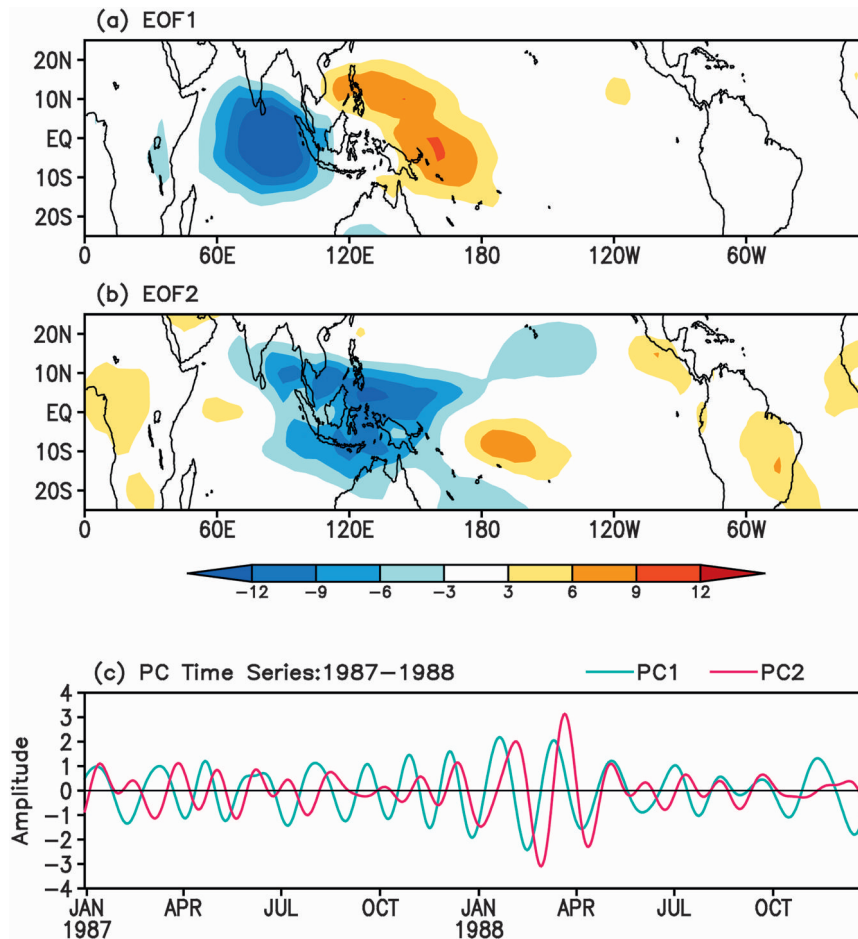 (a) EOF1
20N
10N
EQ
10S
20S
0 60E 120E 180 120W 60W
(b) EOF2
20N
10N
EQ
10S
20S
0 60E 120E 180 120W 60W
-12 -9 -6 -3 3 6 9 12
(c) PC Time Series:1987-1988 PC1 PC2
Amplitude
4
3
2
1
0
-1
-2
-3
-4
JAN APR JUL OCT JAN APR JUL OCT
1987 1988